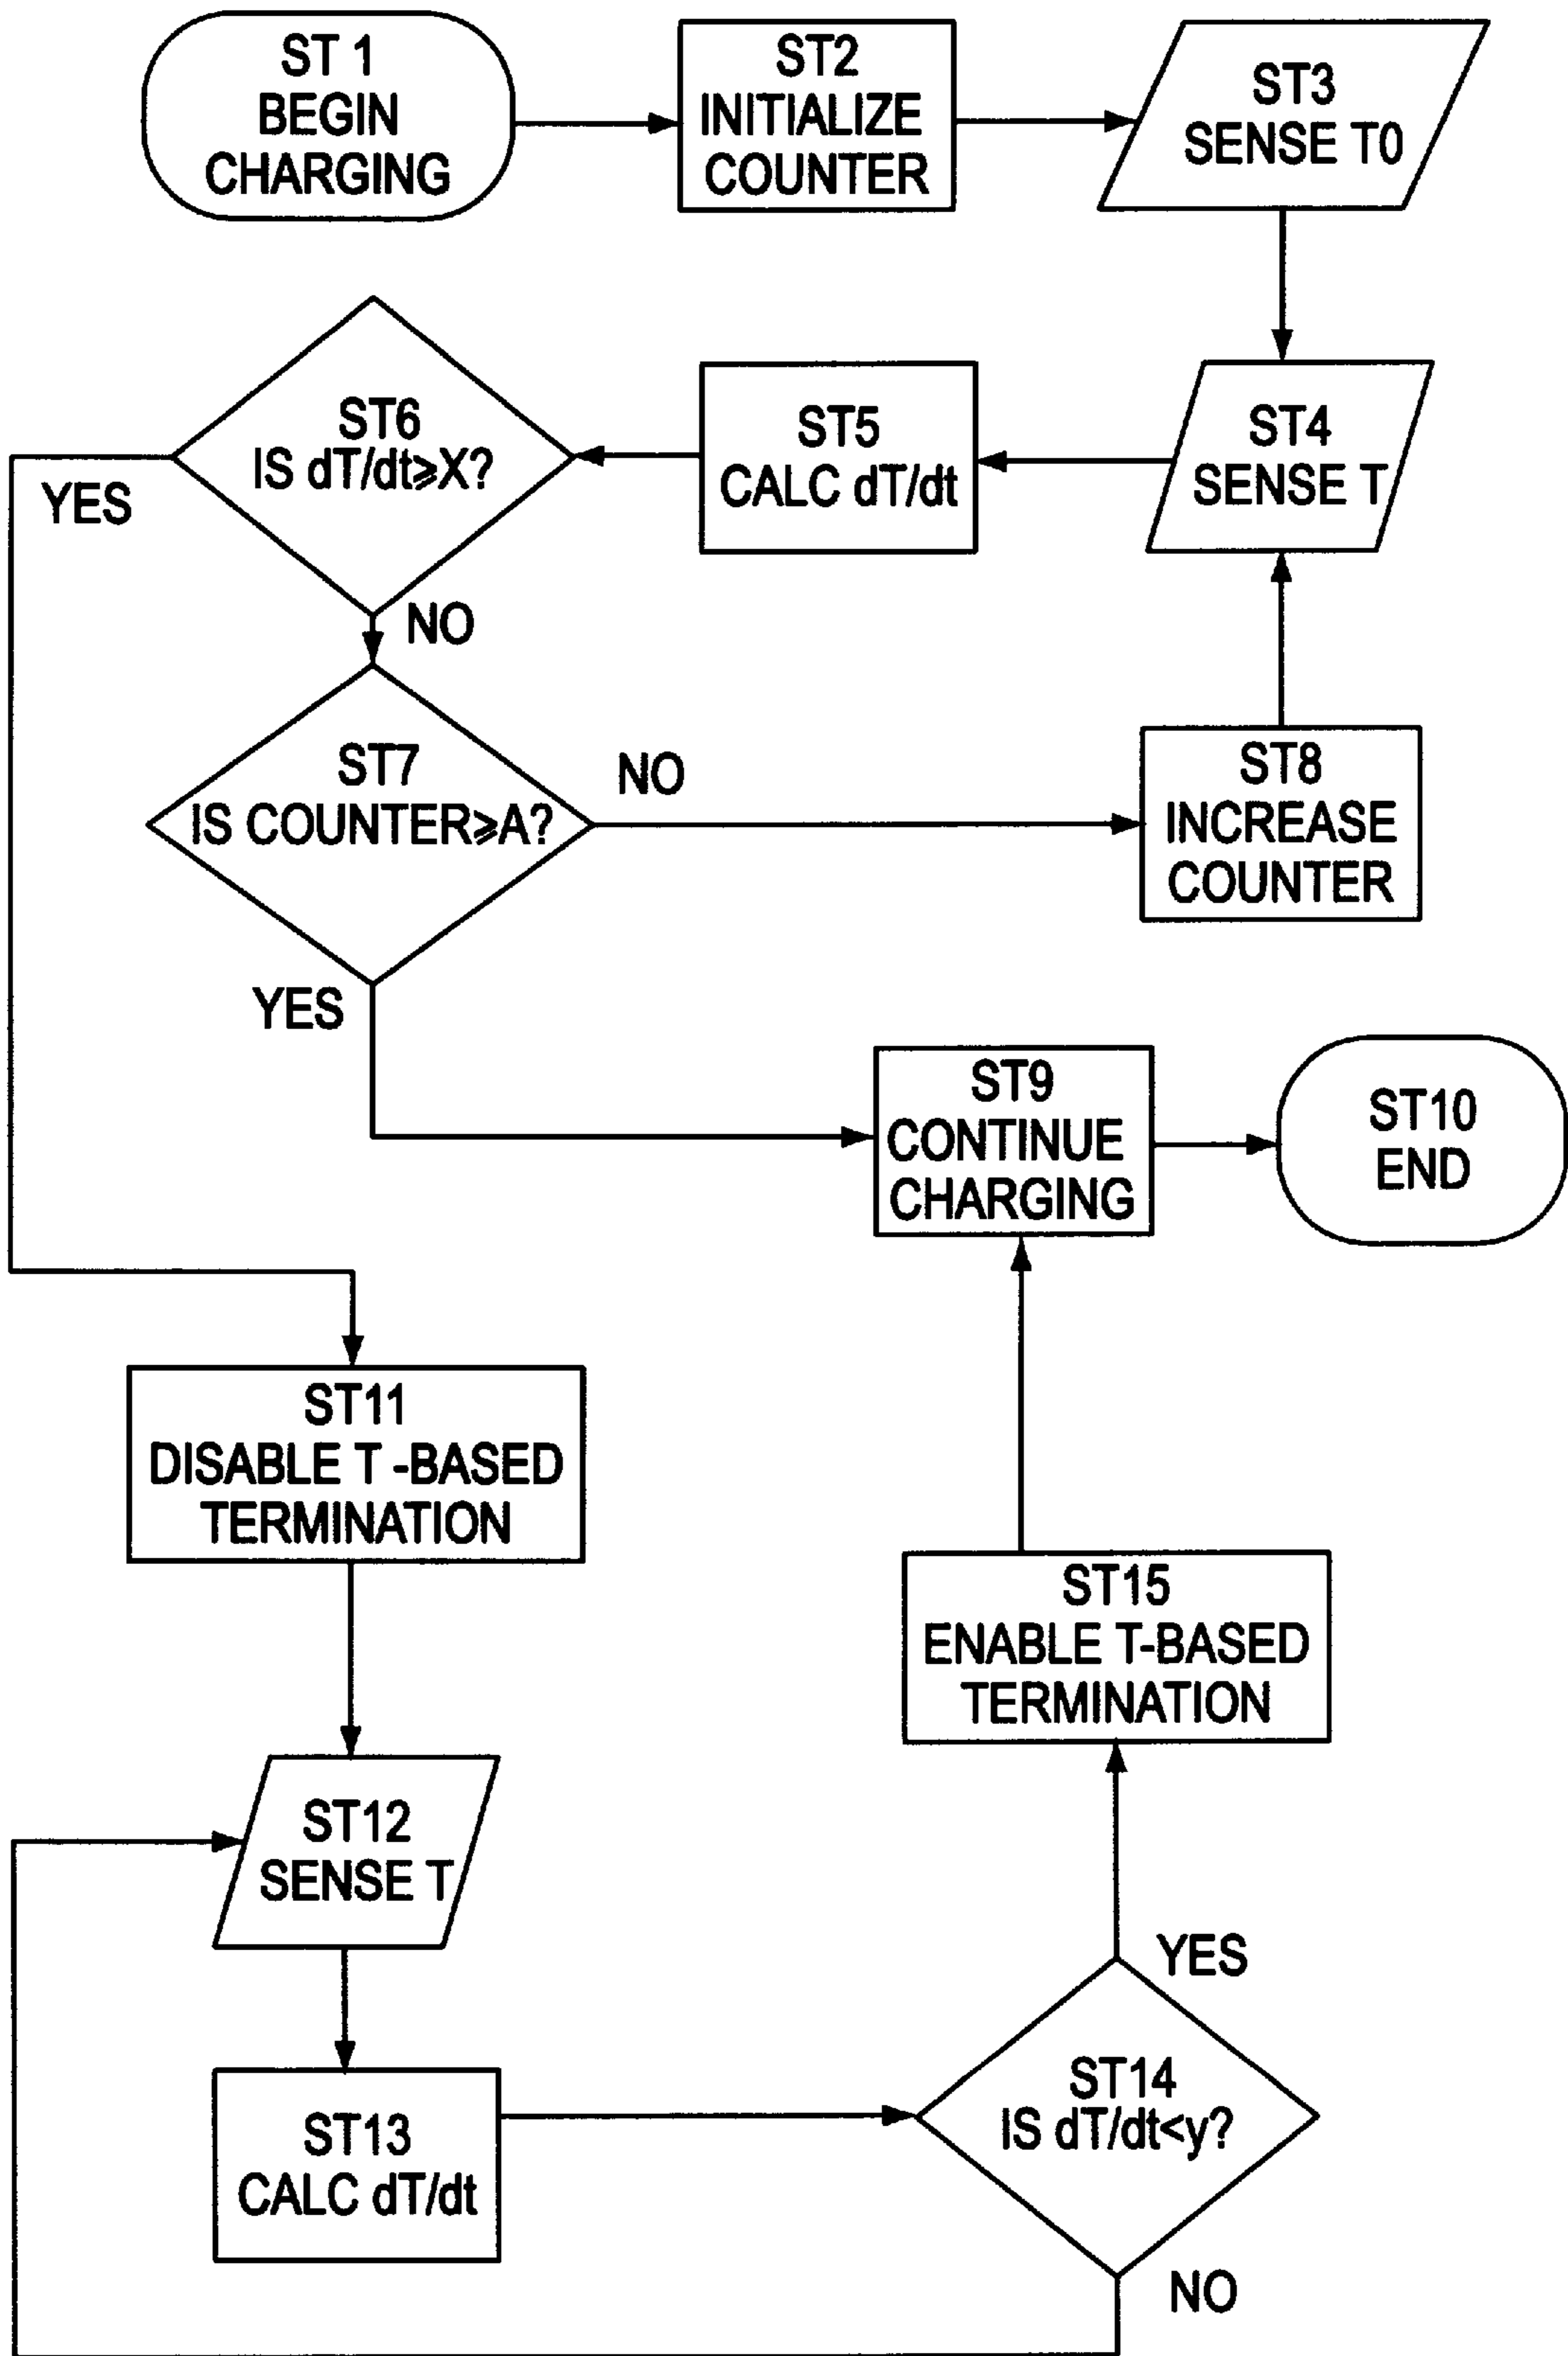 ST 1
BEGIN
CHARGING
ST2
INITIALIZE
COUNTER
ST3
SENSE T0
ST6
IS dT/dt⩾X?
YES
NO
ST5
CALC dT/dt
ST4
SENSE T
ST7
IS COUNTER⩾A?
NO
YES
ST8
INCREASE
COUNTER
ST9
CONTINUE
CHARGING
ST10
END
ST11
DISABLE T -BASED
TERMINATION
ST15
ENABLE T-BASED
TERMINATION
ST12
SENSE T
YES
ST13
CALC dT/dt
ST14
IS dT/dt<y?
NO